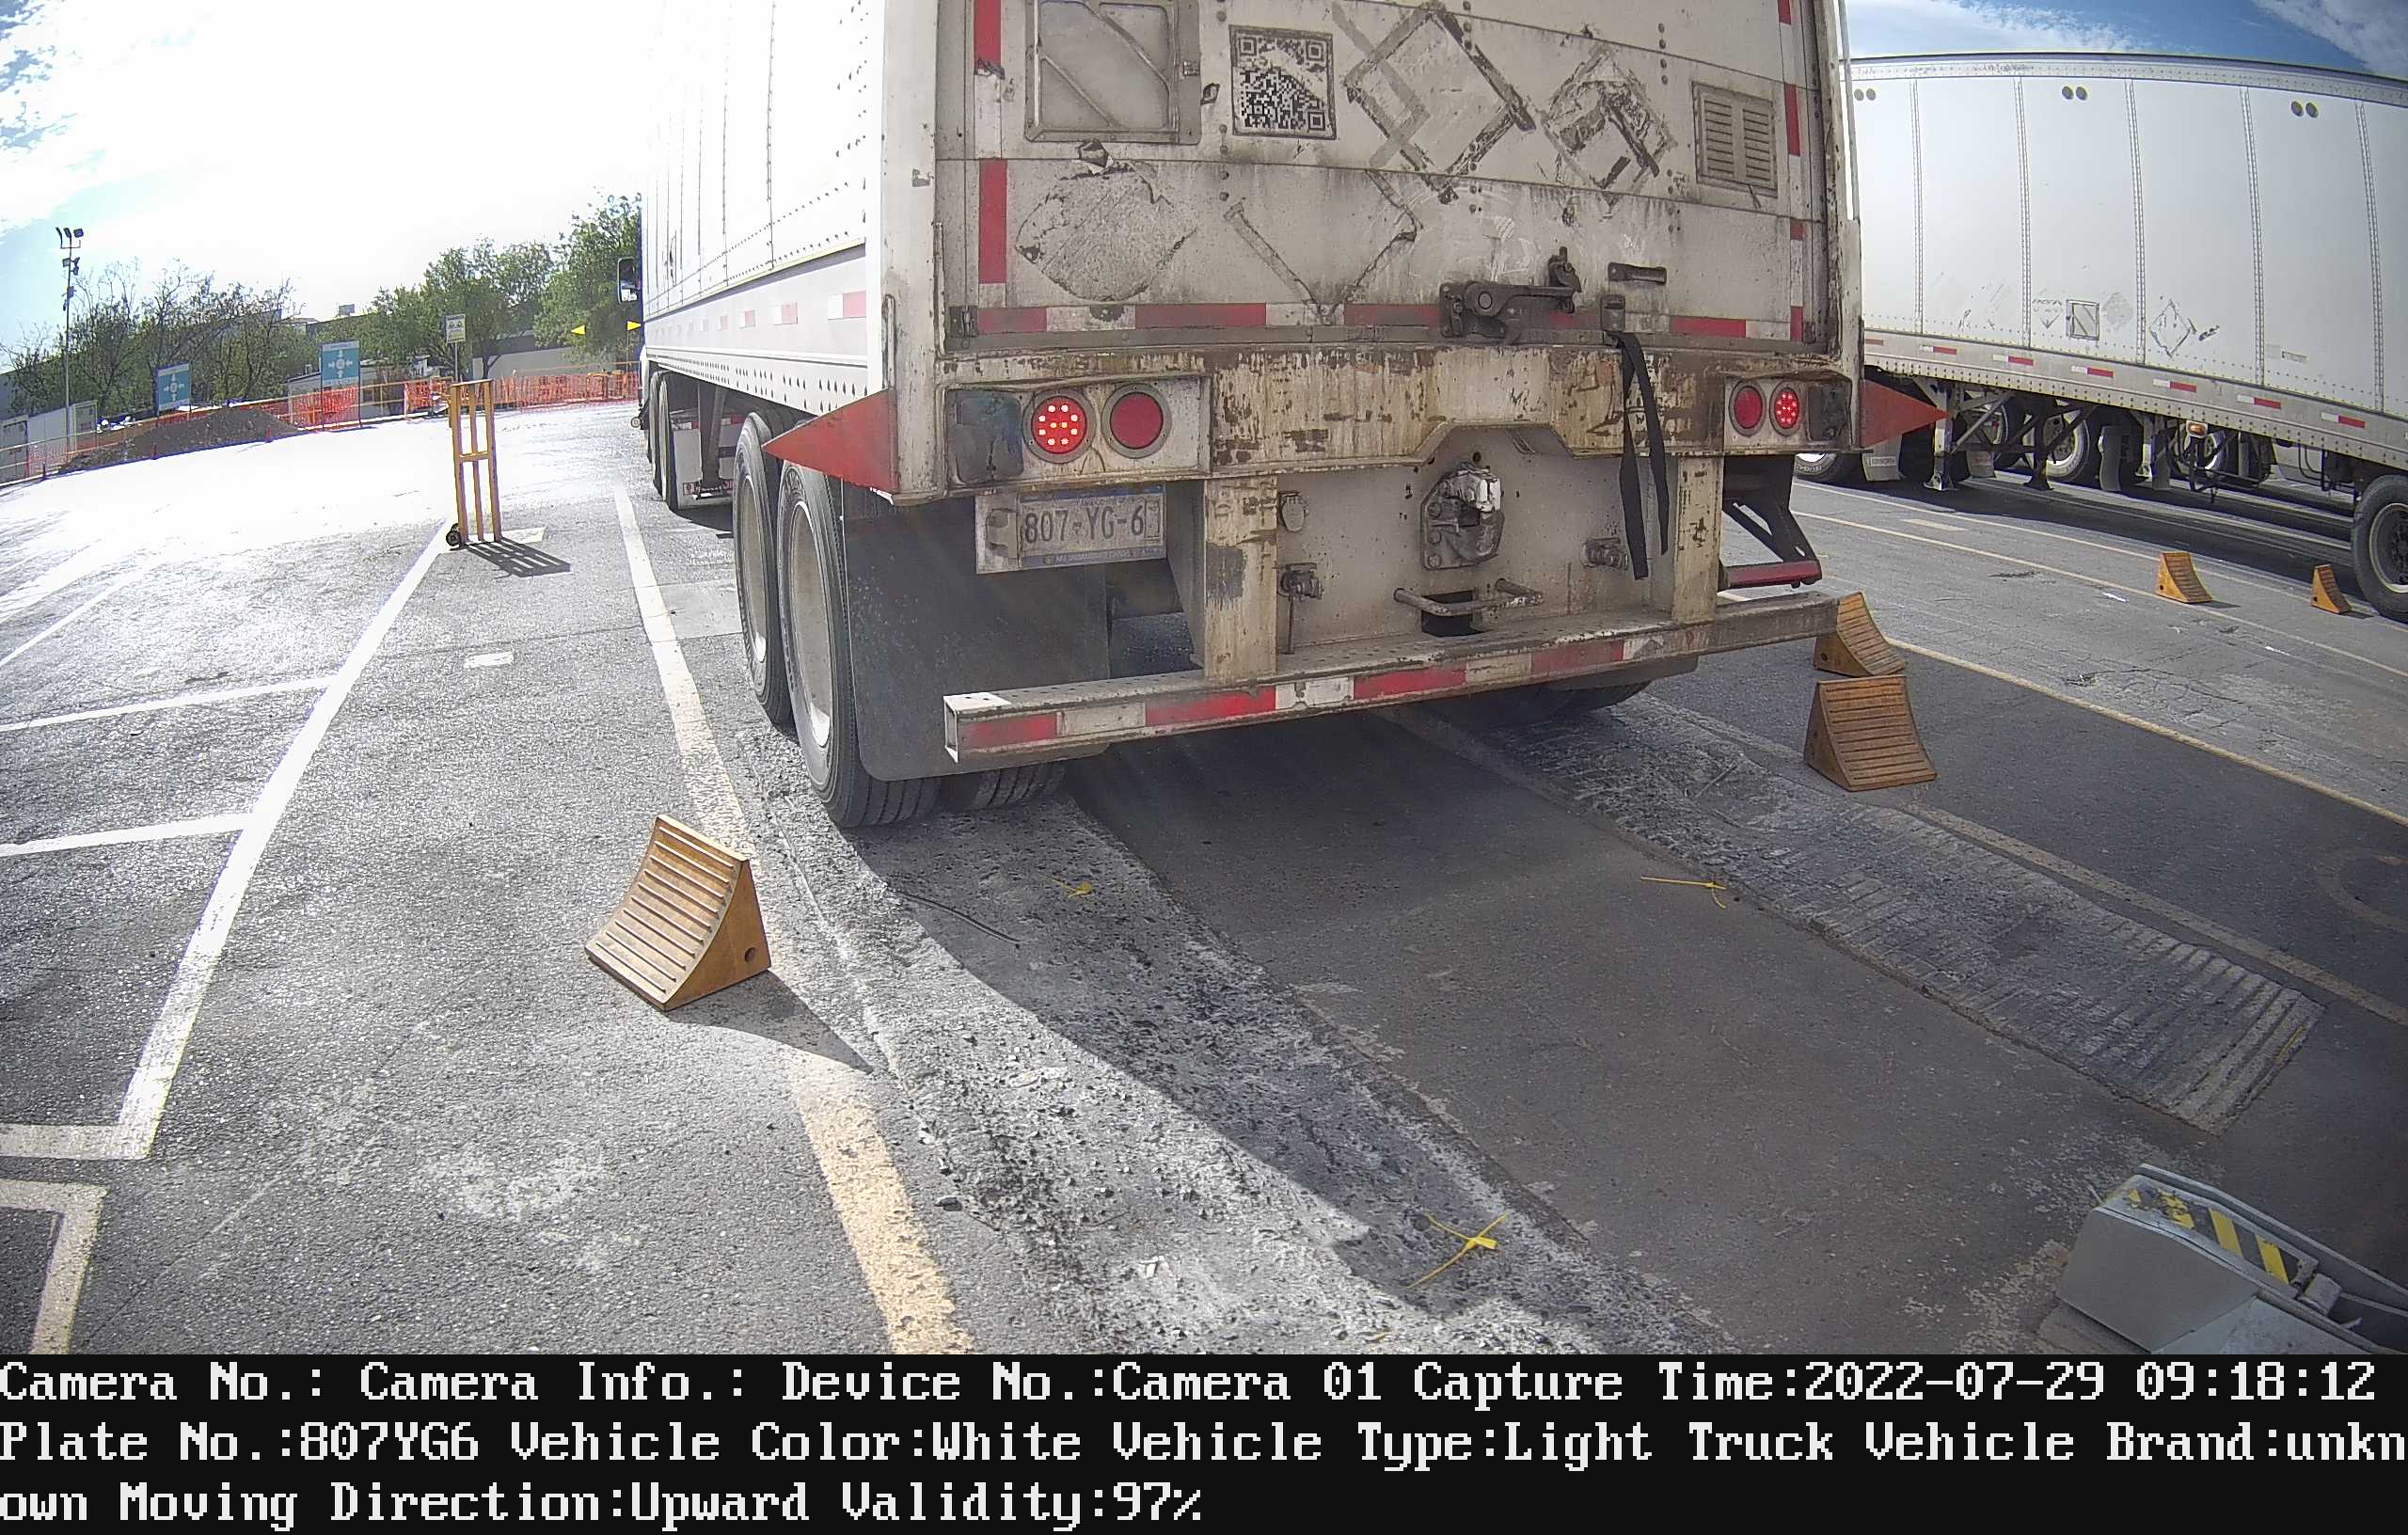 807-YG-6
Camera No.: Camera Info.: Device No.:Camera 01 Capture Time:2022-07-29 09:18:12
Plate No.:807YG6 Vehicle Color:White Vehicle Type:Light Truck Vehicle Brand:unkn
own Moving Direction:Upward Validity:97%